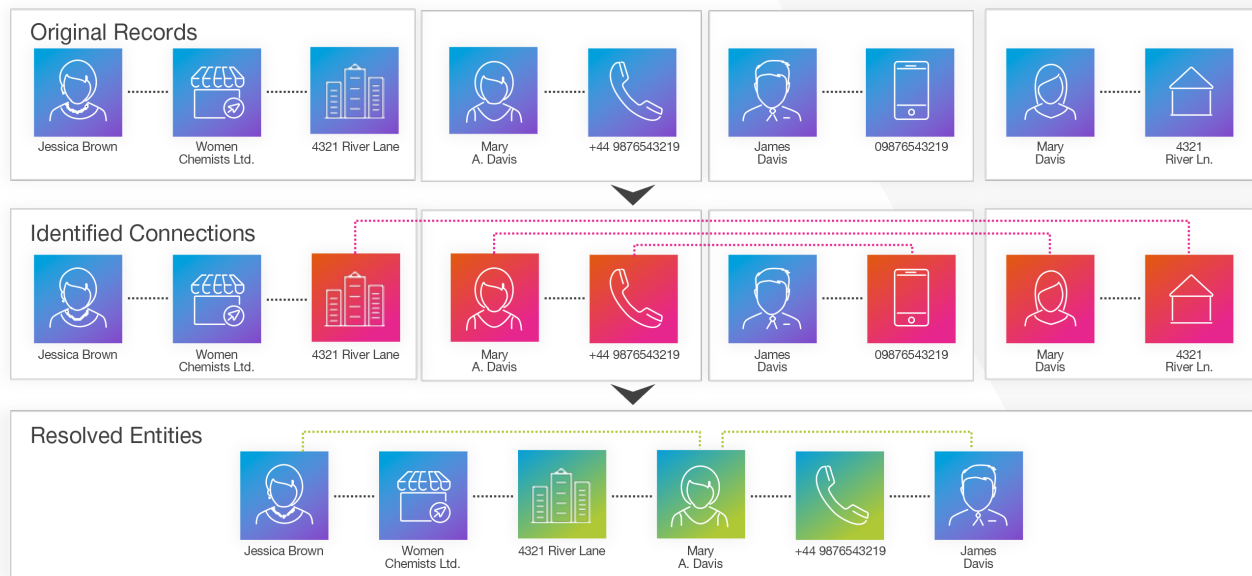 Original Records
Jessica Brown
Women
Chemists Ltd.
4321 River Lane
Mary
A. Davis
+44 9876543219
James
Davis
09876543219
Mary
Davis
4321
River Ln.
Identified Connections
Jessica Brown
Women
Chemists Ltd.
4321 River Lane
Mary
A. Davis
+44 9876543219
James
Davis
09876543219
Mary
Davis
4321
River Ln.
Resolved Entities
Jessica Brown
Women
Chemists Ltd.
4321 River Lane
Mary
A. Davis
+44 9876543219
James
Davis